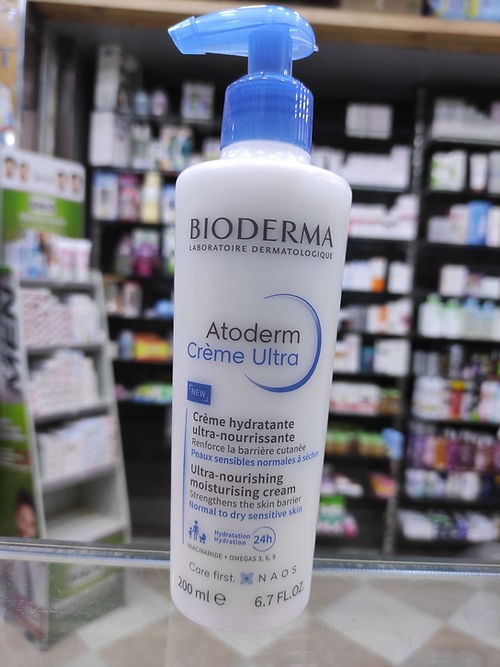 BIODERMA
LABORATOIRE DERMATOLOGIQUE
Atoderm
Crème Ultra
NEW
Crème hydratante
ultra-nourrissante
Renforce la barrière cutanée
Peaux sensibles normales à sèches
Ultra-nourishing
moisturising cream
Strengthens the skin barrier
Normal to dry sensitive skin
Hydratation
Hydration
24h
NIACINAMIDE + OMEGAS 3, 6, 9
Care first. NAOS
200 ml ℮ 6.7 FL.OZ.